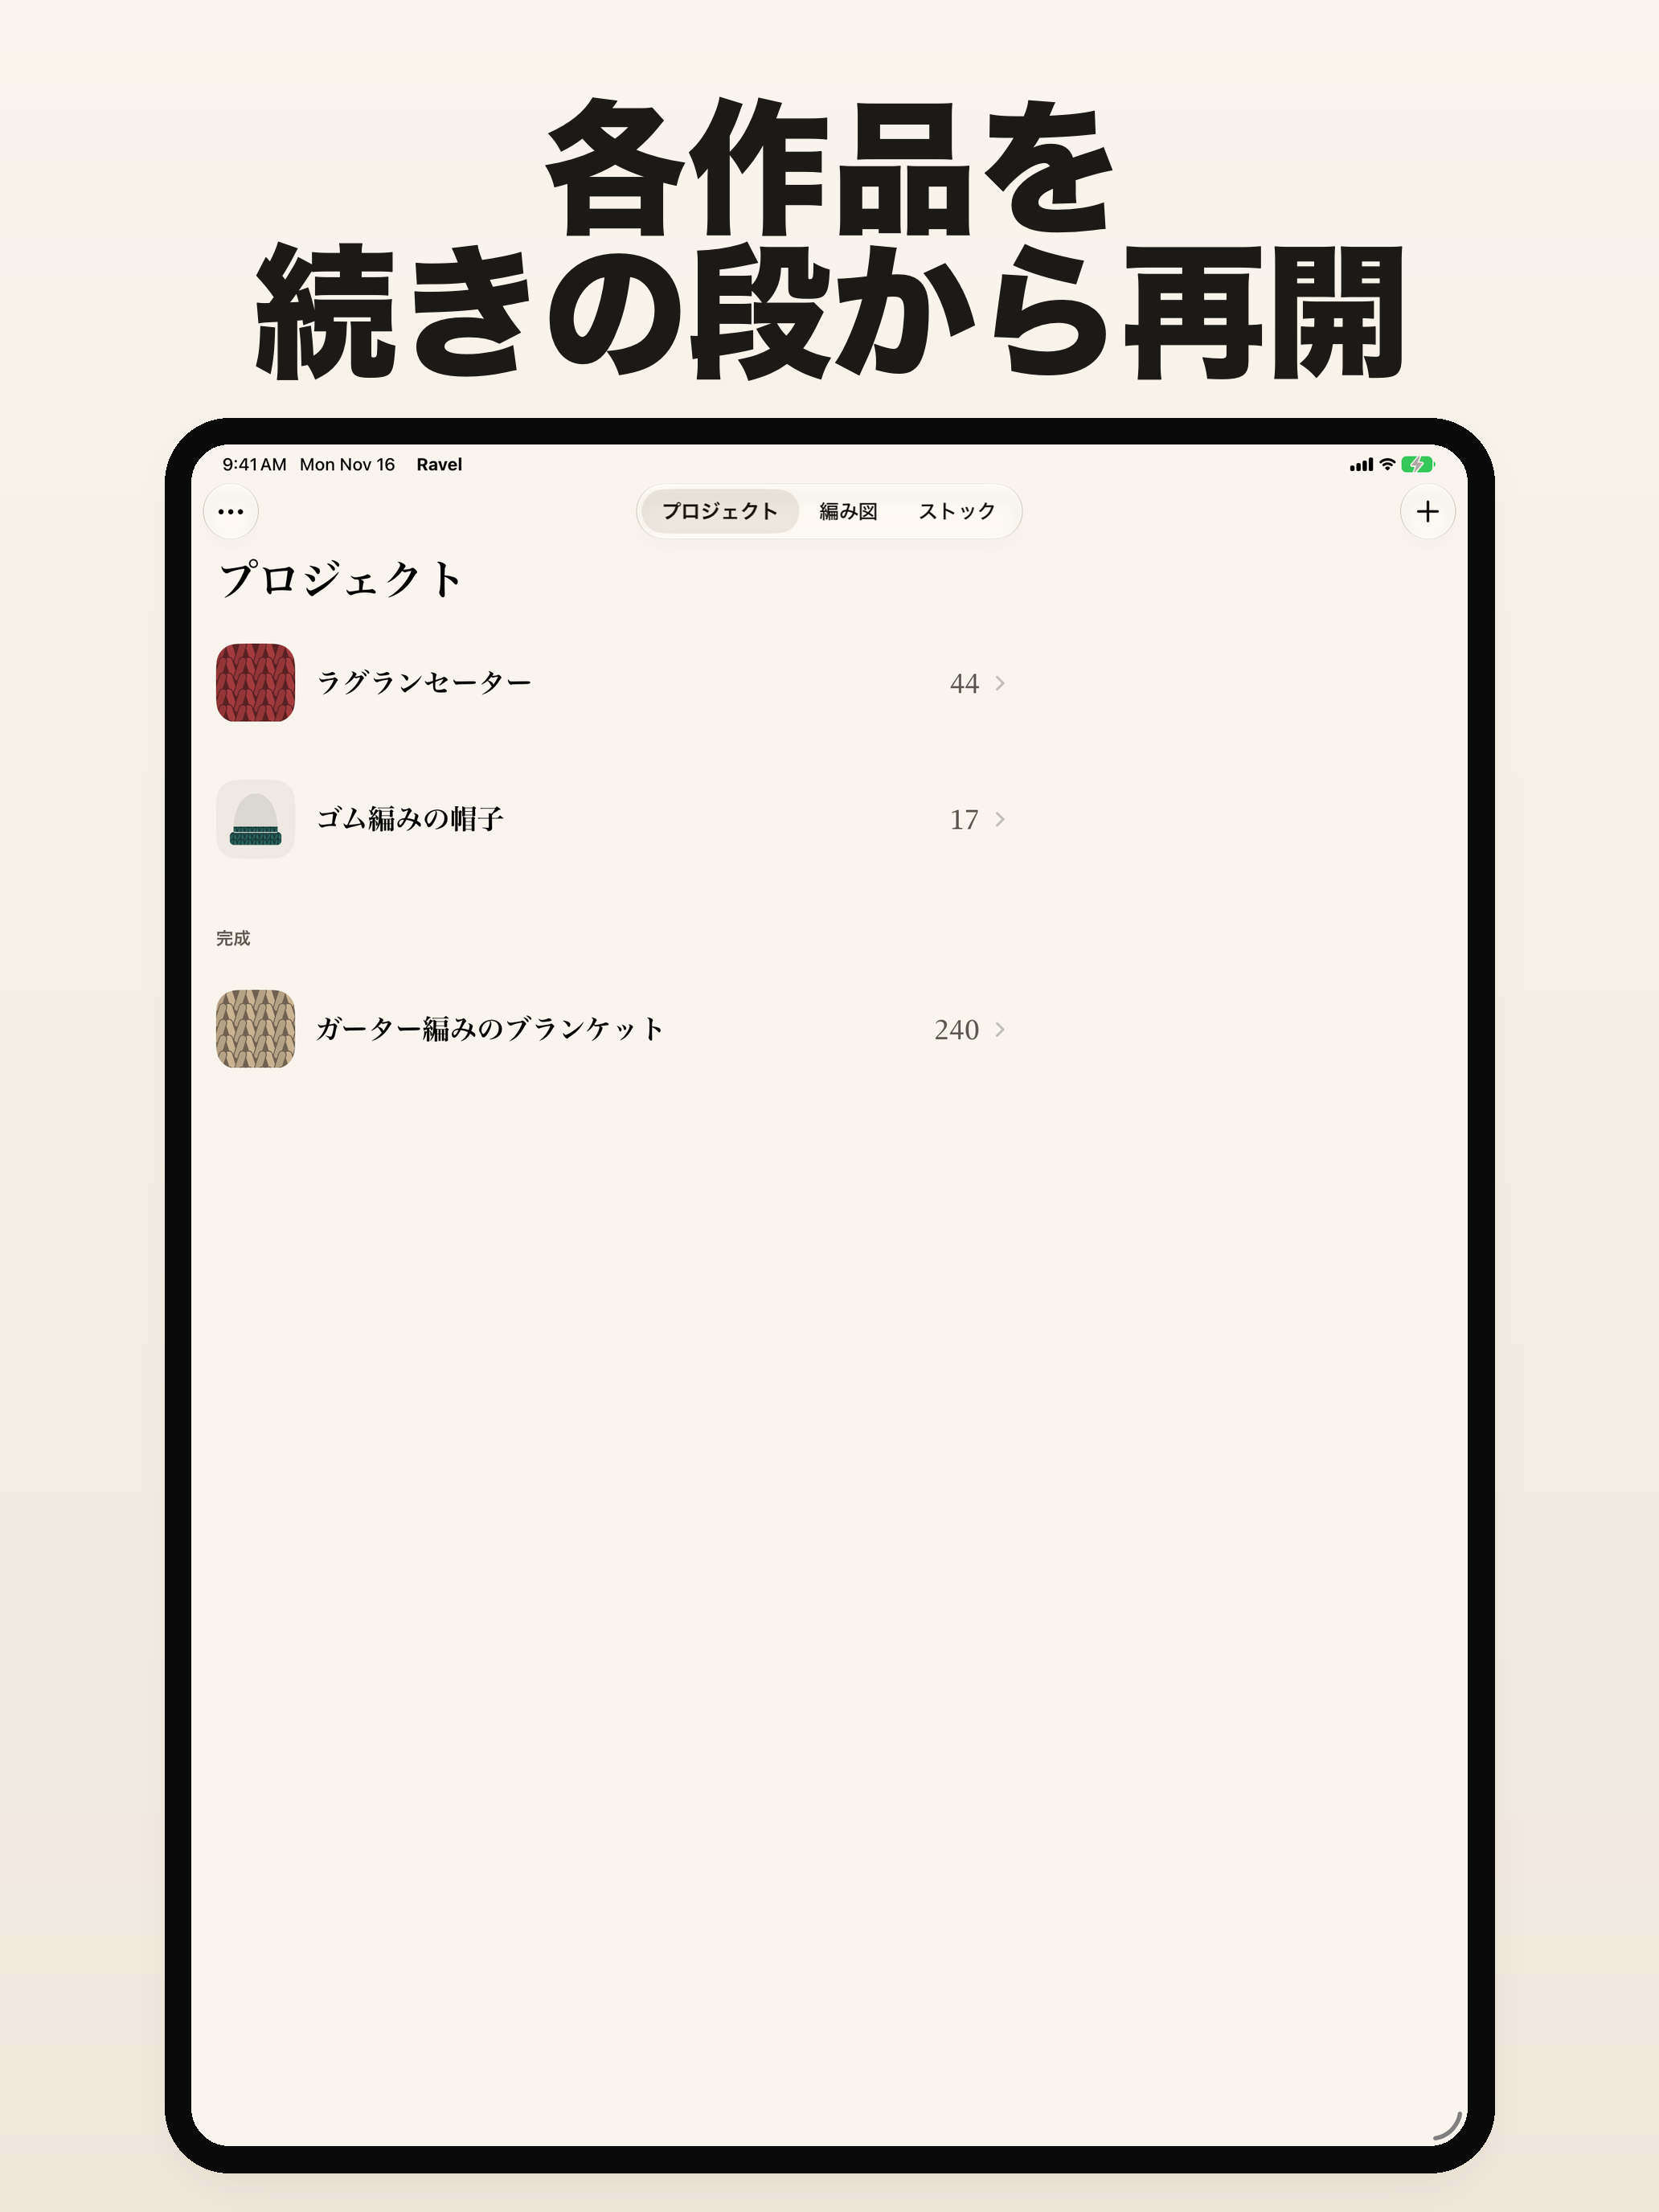 各作品を
続きの段から再開
9:41 AM Mon Nov 16 Ravel
プロジェクト 編み図 ストック
プロジェクト
ラグランセーター 44
ゴム編みの帽子 17
完成
ガーター編みのブランケット 240